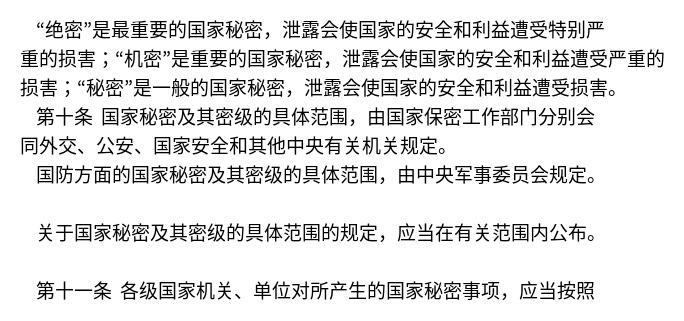 “绝密”是最重要的国家秘密，泄露会使国家的安全和利益遭受特别严
重的损害；“机密”是重要的国家秘密，泄露会使国家的安全和利益遭受严重的
损害；“秘密”是一般的国家秘密，泄露会使国家的安全和利益遭受损害。
第十条 国家秘密及其密级的具体范围，由国家保密工作部门分别会
同外交、公安、国家安全和其他中央有关机关规定。
国防方面的国家秘密及其密级的具体范围，由中央军事委员会规定。
关于国家秘密及其密级的具体范围的规定，应当在有关范围内公布。
第十一条 各级国家机关、单位对所产生的国家秘密事项，应当按照